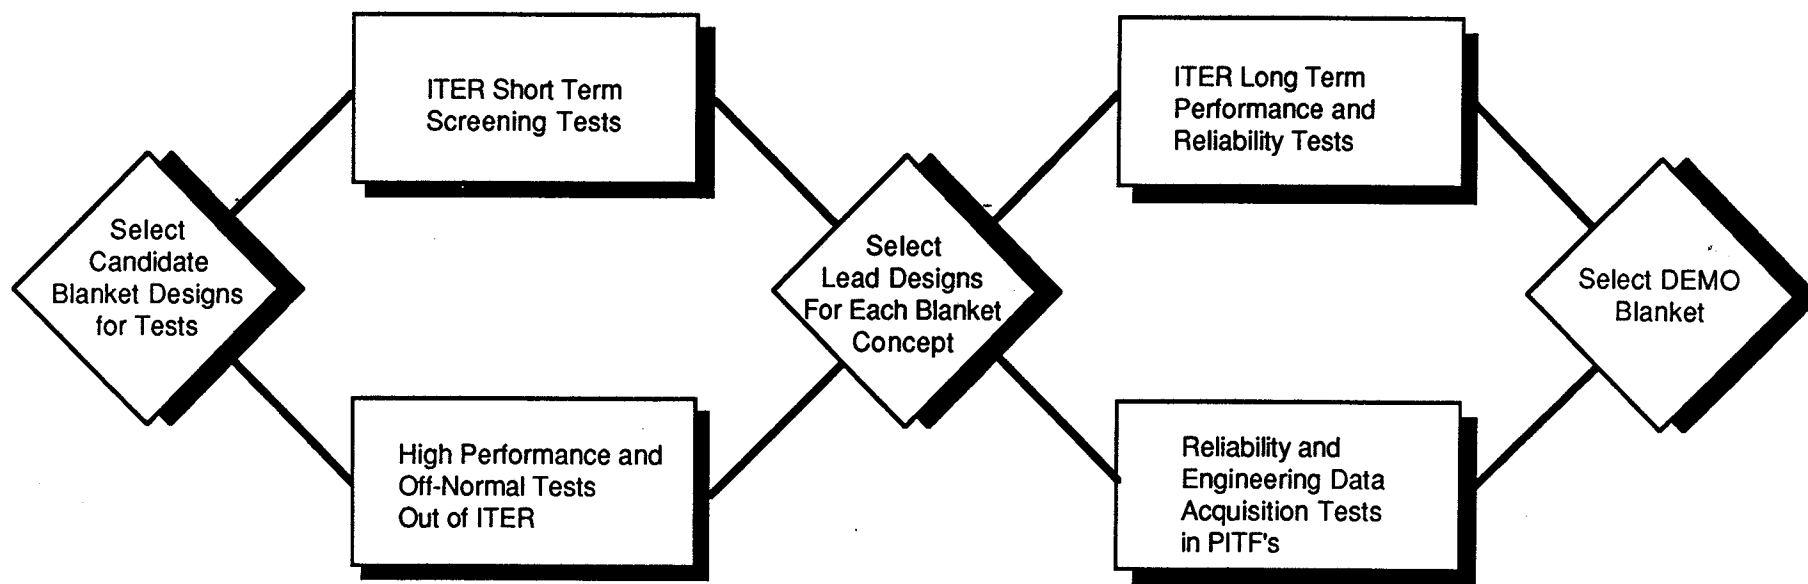 Select
Candidate
Blanket Designs
for Tests
ITER Short Term
Screening Tests
High Performance and
Off-Normal Tests
Out of ITER
Select
Lead Designs
For Each Blanket
Concept
ITER Long Term
Performance and
Reliability Tests
Reliability and
Engineering Data
Acquisition Tests
in PITF's
Select DEMO
Blanket